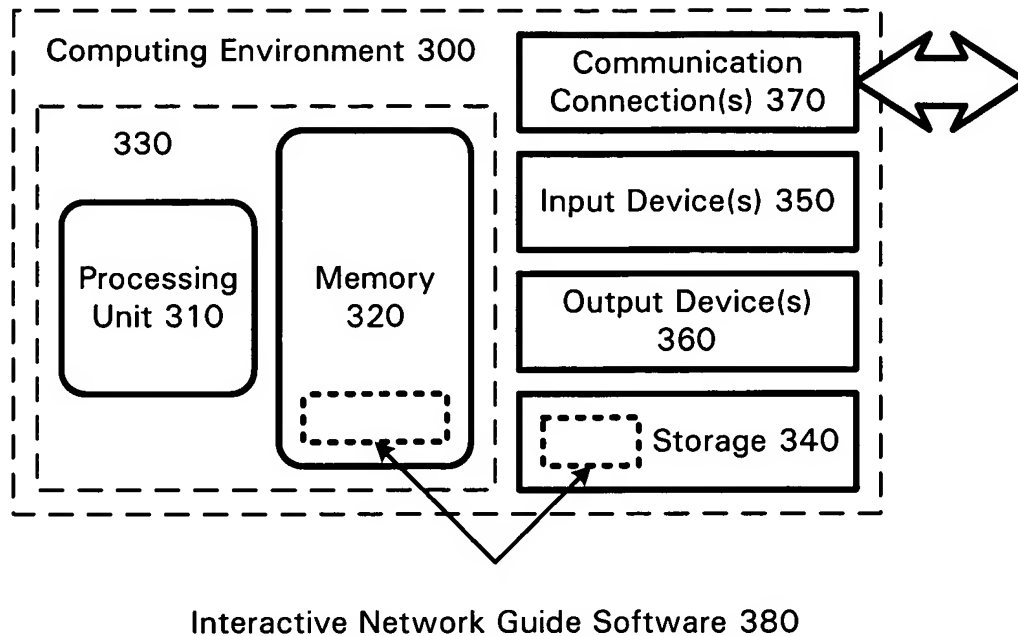 Computing Environment 300
330
Processing
Unit 310
Memory
320
Communication
Connection(s) 370
Input Device(s) 350
Output Device(s)
360
Storage 340
Interactive Network Guide Software 380